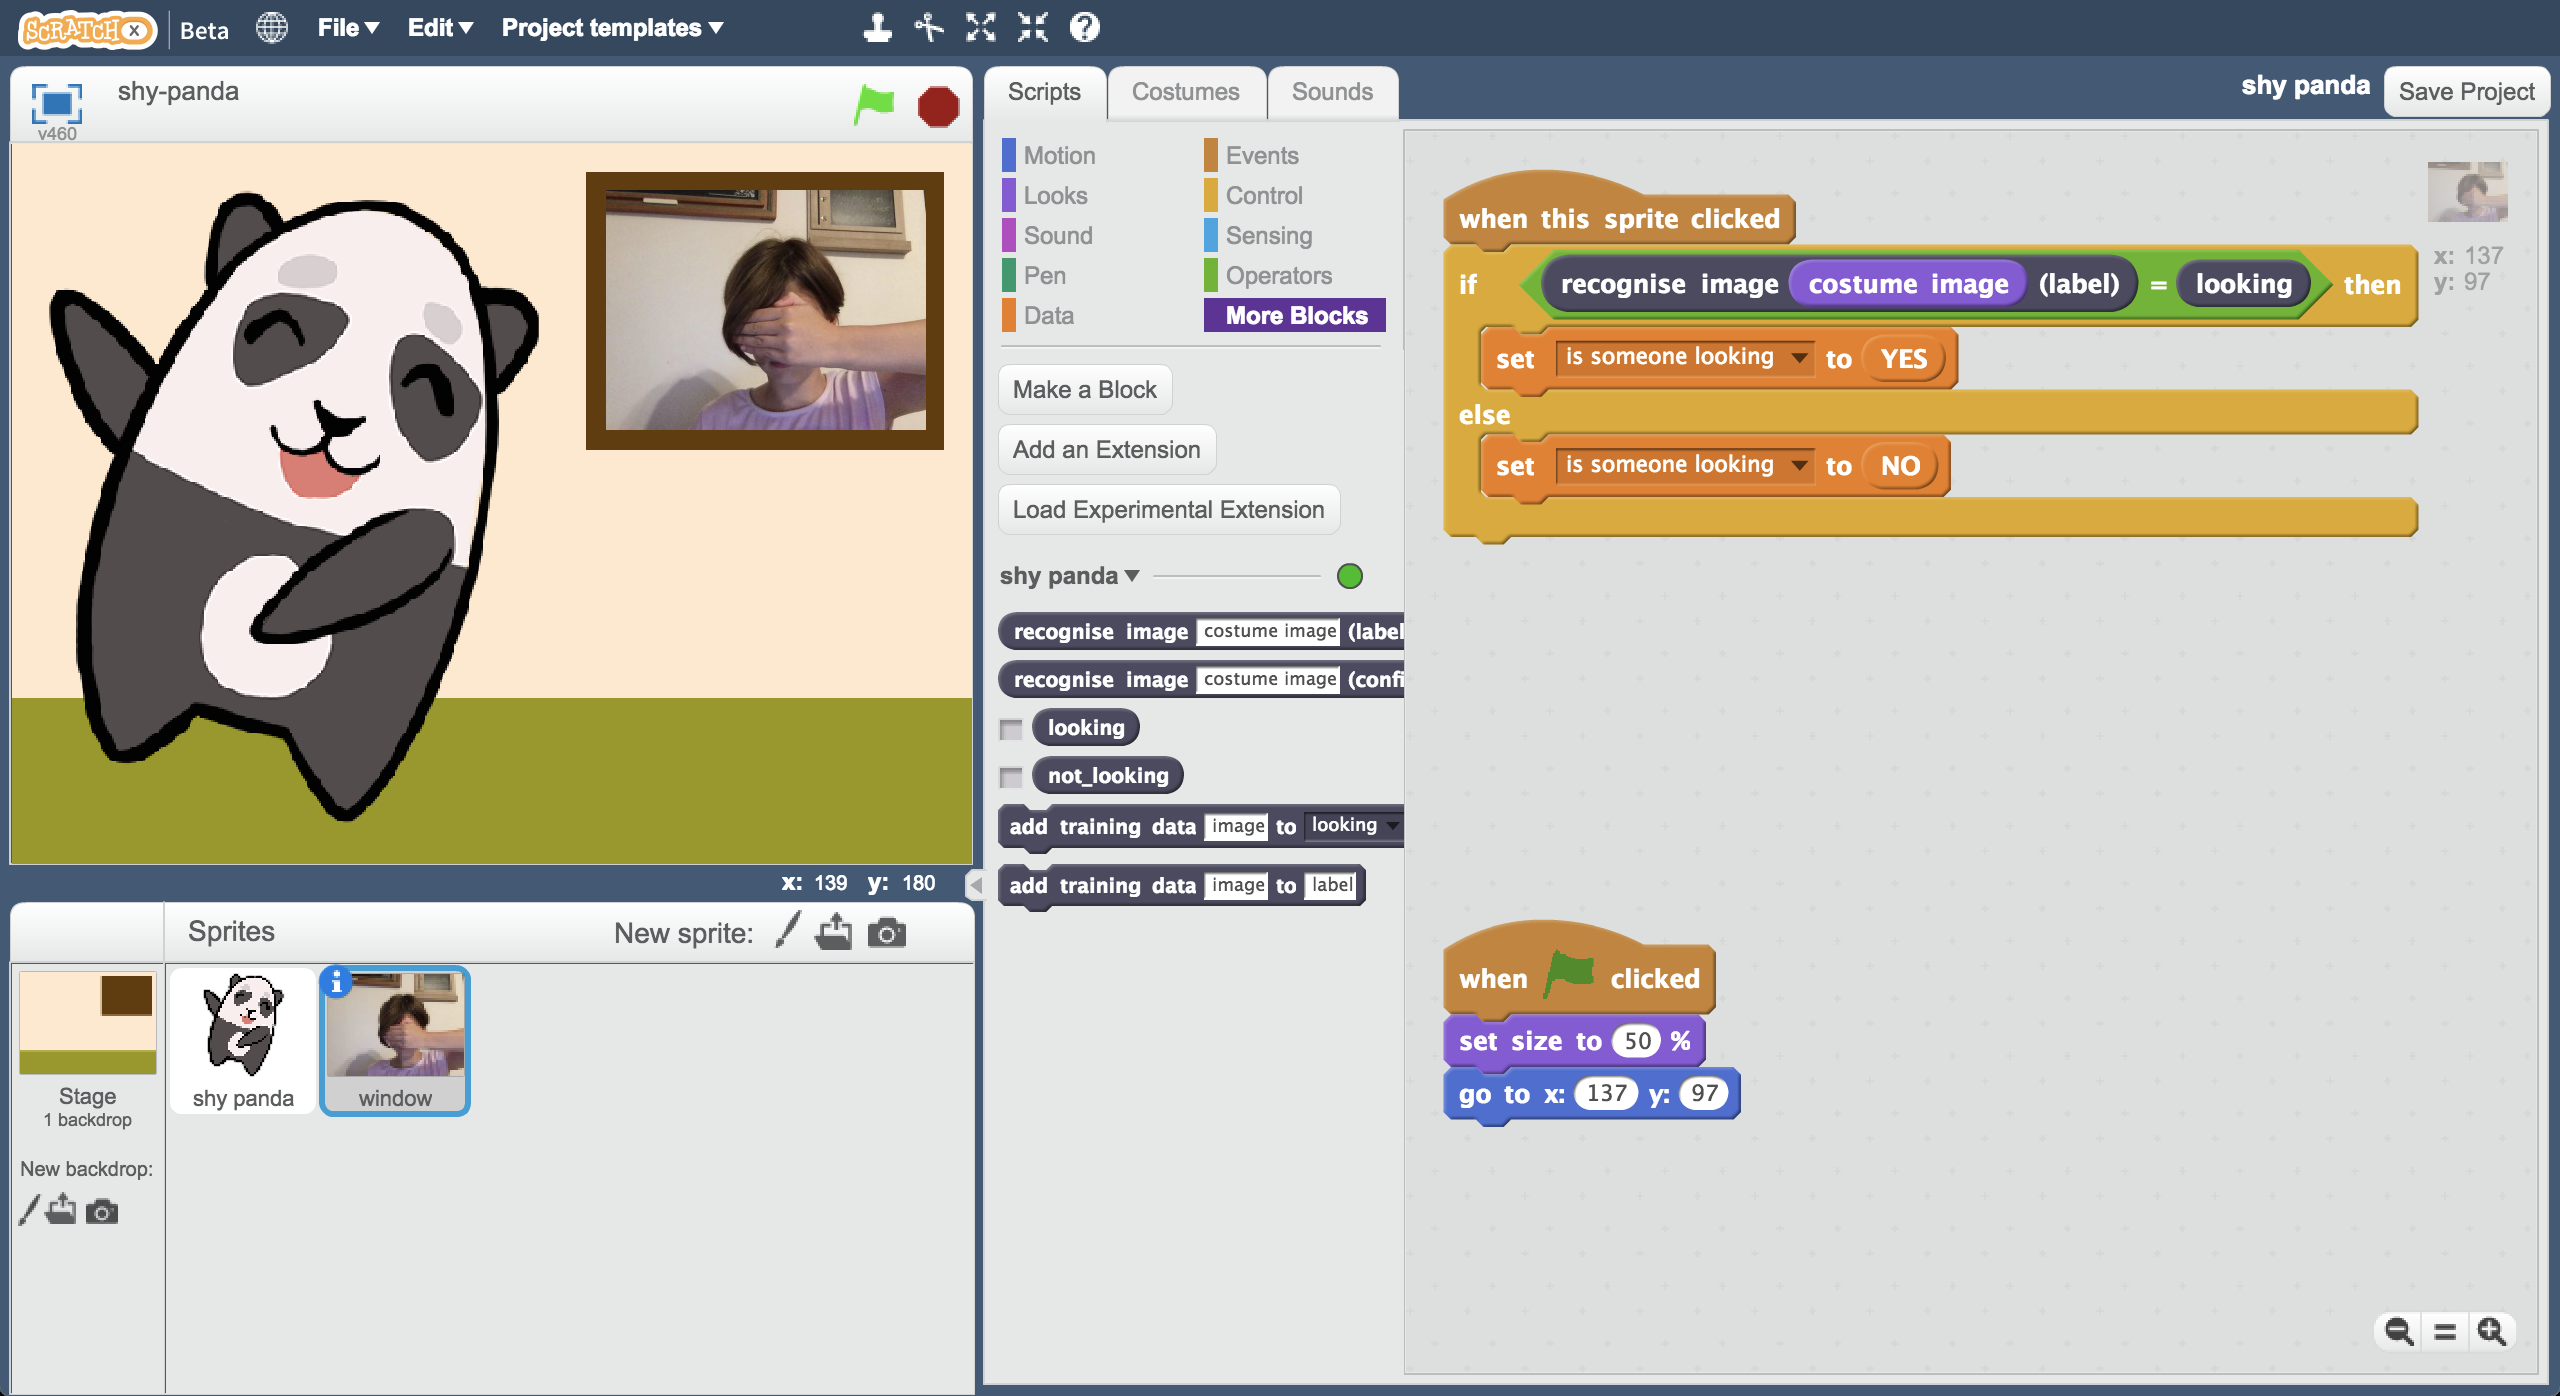 SCRATCHX Beta File Edit Project templates
v460 shy-panda
Scripts Costumes Sounds
shy panda Save Project
Motion Events
Looks Control
Sound Sensing
Pen Operators
Data More Blocks
Make a Block
Add an Extension
Load Experimental Extension
shy panda
recognise image costume image (label
recognise image costume image (confi
looking
not_looking
add training data image to looking
add training data image to label
when this sprite clicked
if recognise image costume image (label) = looking then
set is someone looking to YES
else
set is someone looking to NO
x: 137
y: 97
when clicked
set size to 50 %
go to x: 137 y: 97
x: 139 y: 180
Sprites New sprite:
Stage
1 backdrop
New backdrop:
shy panda
window